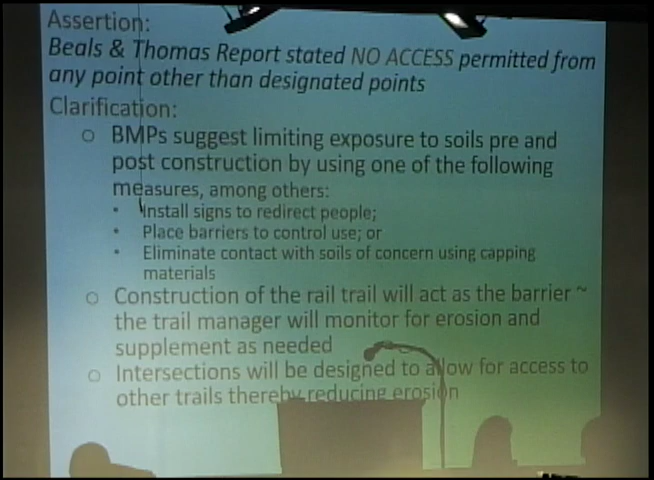 Assertion:
Beals & Thomas Report stated NO ACCESS permitted from
any point other than designated points
Clarification:
○ BMPs suggest limiting exposure to soils pre and
post construction by using one of the following
measures, among others:
• Install signs to redirect people;
• Place barriers to control use; or
• Eliminate contact with soils of concern using capping
materials
○ Construction of the rail trail will act as the barrier ~
the trail manager will monitor for erosion and
supplement as needed
○ Intersections will be designed to allow for access to
other trails thereby reducing erosion